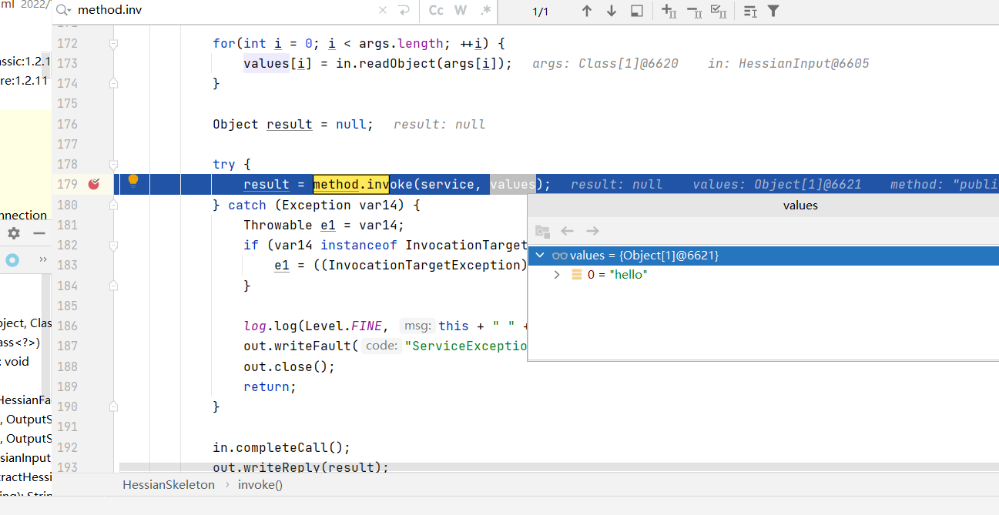 ml 2022/
method.inv
Cc W .* 1/1
171
172 for(int i = 0; i < args.length; ++i) {
assic:1.2.1
173 values[i] = in.readObject(args[i]); args: Class[1]@6620 in: HessianInput@6605
re:1.2.11
174 }
175
176 Object result = null; result: null
177
178 try {
179 result = method.invoke(service, values); result: null values: Object[1]@6621 method: "publi
180 } catch (Exception var14) {
values
nnection
181 Throwable e1 = var14;
182 if (var14 instanceof InvocationTarget
values = {Object[1]@6621}
183 e1 = ((InvocationTargetException)
0 = "hello"
184 }
185
bject, Clas
186 log.log(Level.FINE, msg: this + " " +
ass<?>)
187 out.writeFault( code: "ServiceExceptio
: void
188 out.close();
189 return;
HessianFa
190 }
, OutputS
191
, OutputS
192 in.completeCall();
sianInput
193 out.writeReply(result);
tractHessi
HessianSkeleton › invoke()
ing): Strin